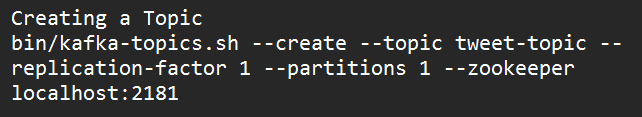 Creating a Topic
bin/kafka-topics.sh --create --topic tweet-topic --
replication-factor 1 --partitions 1 --zookeeper
localhost:2181